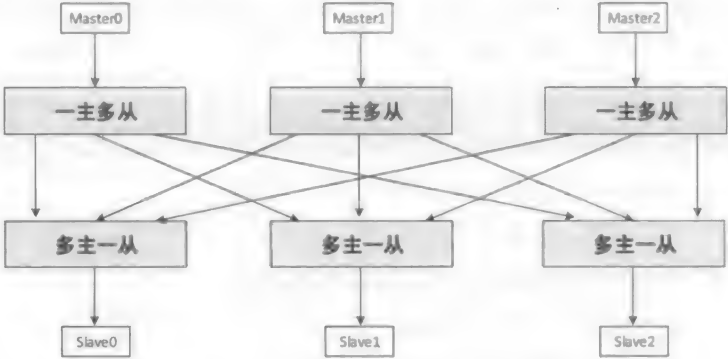 Master0
Master1
Master2
一主多从
一主多从
一主多从
多主一从
多主一从
多主一从
Slave0
Slave1
Slave2